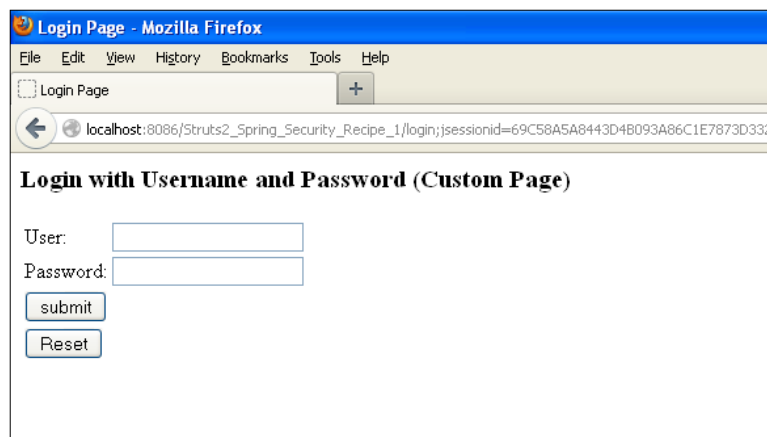 Login Page - Mozilla Firefox
File Edit View History Bookmarks Tools Help
Login Page +
localhost:8086/Struts2_Spring_Security_Recipe_1/login;jsessionid=69C58A5A8443D4B093A86C1E7873D332
Login with Username and Password (Custom Page)
User:
Password:
submit
Reset